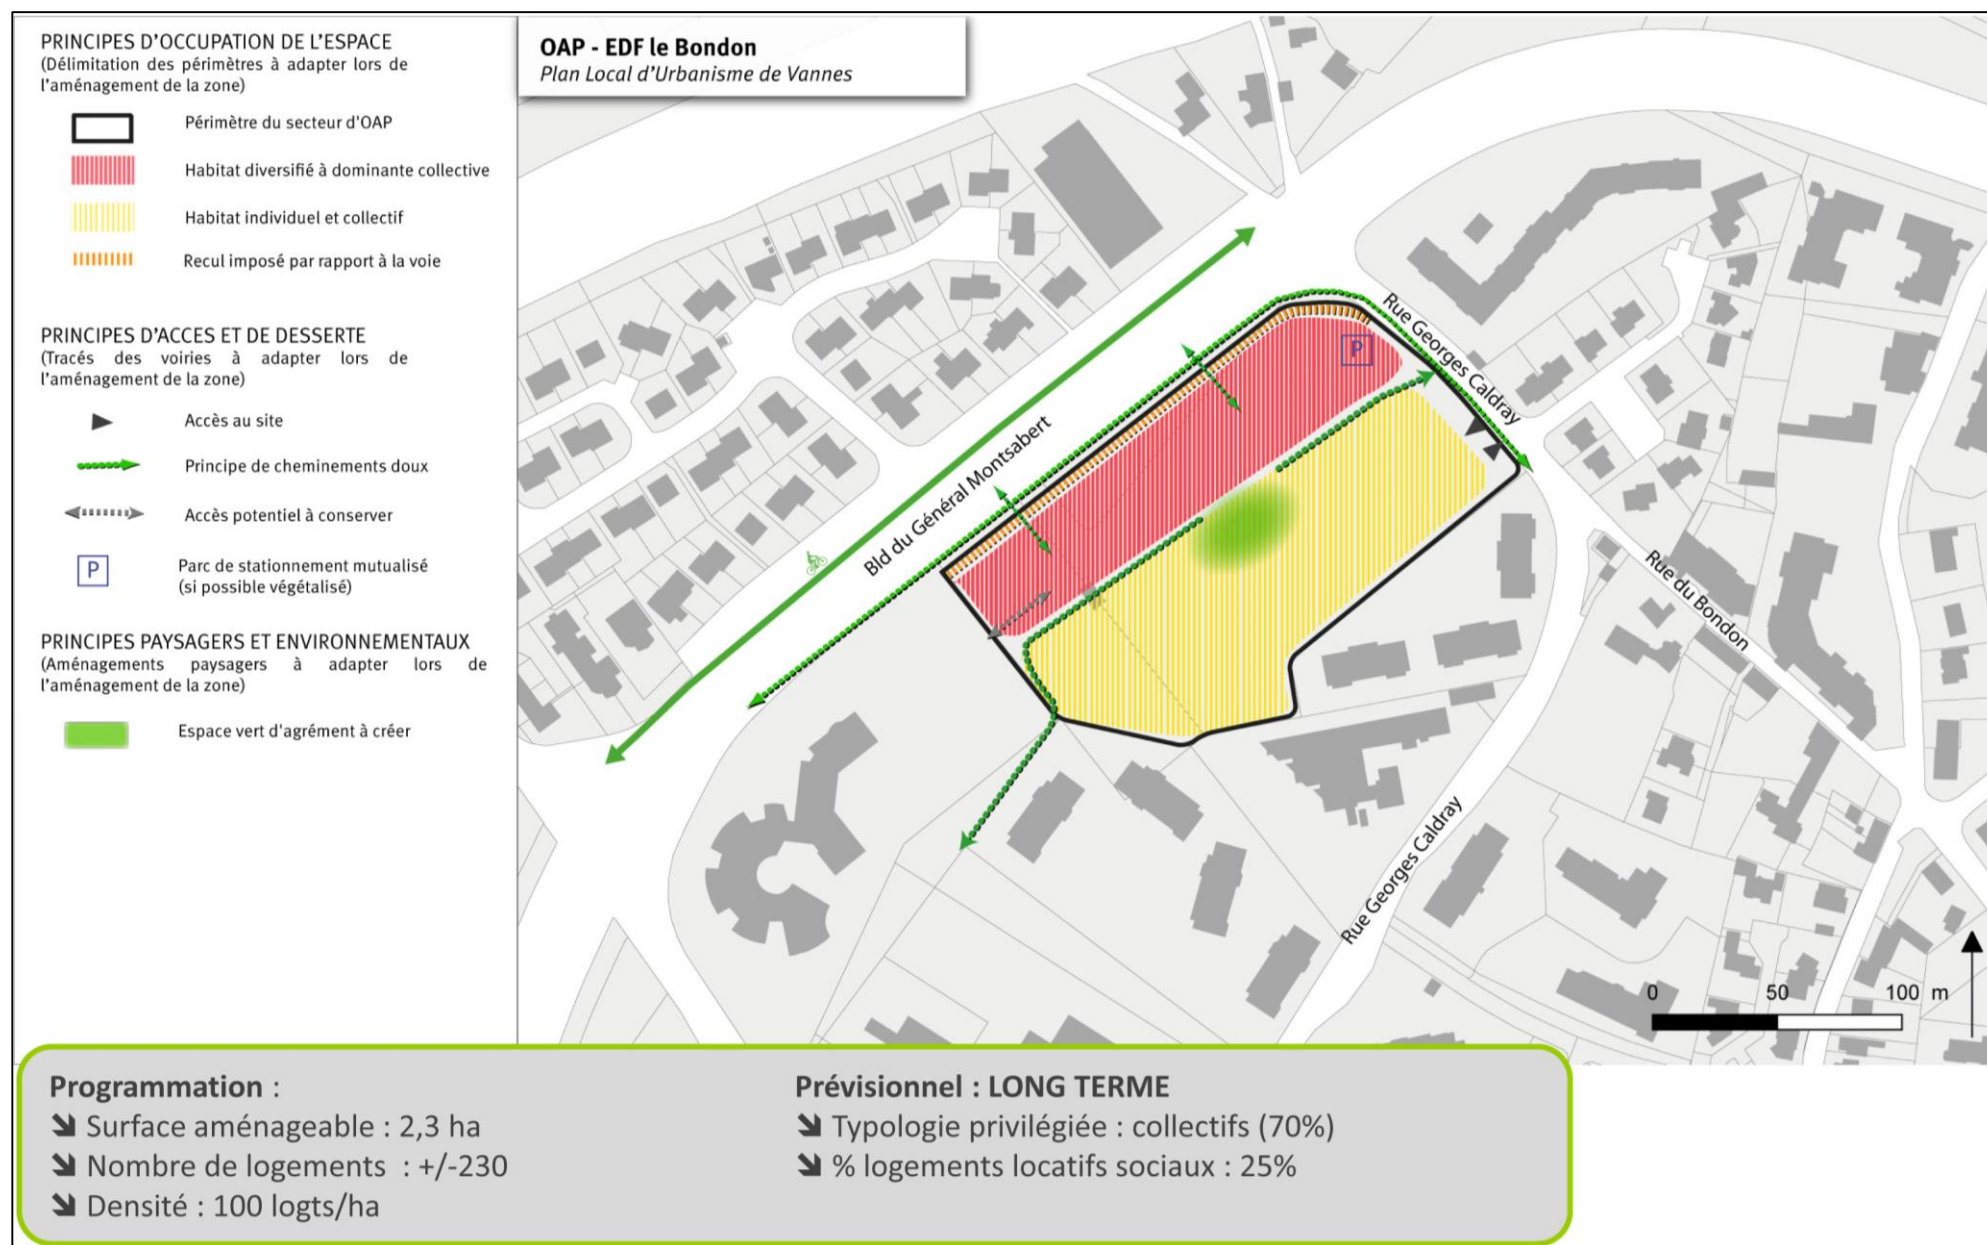 PRINCIPES D'OCCUPATION DE L'ESPACE
(Délimitation des périmètres à adapter lors de
l'aménagement de la zone)
Périmètre du secteur d'OAP
Habitat diversifié à dominante collective
Habitat individuel et collectif
Recul imposé par rapport à la voie
PRINCIPES D'ACCES ET DE DESSERTE
(Tracés des voiries à adapter lors de
l'aménagement de la zone)
Accès au site
Principe de cheminements doux
Accès potentiel à conserver
P
Parc de stationnement mutualisé
(si possible végétalisé)
PRINCIPES PAYSAGERS ET ENVIRONNEMENTAUX
(Aménagements paysagers à adapter lors de
l'aménagement de la zone)
Espace vert d'agrément à créer
OAP - EDF le Bondon
Plan Local d'Urbanisme de Vannes
Rue Georges Caldray
P
Bld du Général Montsabert
Rue du Bondon
Rue Georges Caldray
0 50 100 m
Programmation :
Surface aménageable : 2,3 ha
Nombre de logements : +/-230
Densité : 100 logts/ha
Prévisionnel : LONG TERME
Typologie privilégiée : collectifs (70%)
% logements locatifs sociaux : 25%